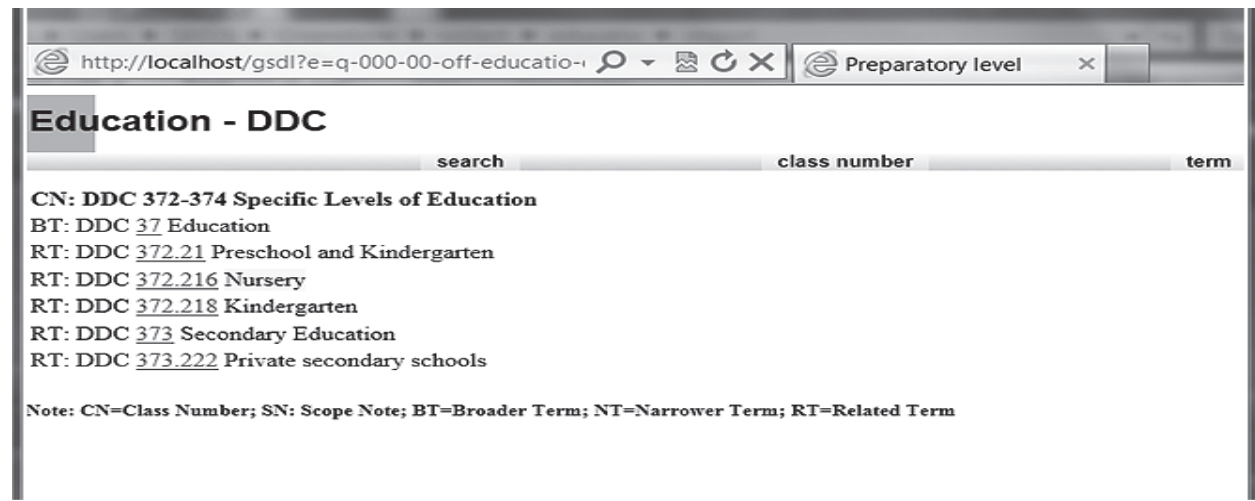 http://localhost/gsdl?e=q-000-00-off-educatio- Preparatory level
Education - DDC
search class number term
CN: DDC 372-374 Specific Levels of Education
BT: DDC 37 Education
RT: DDC 372.21 Preschool and Kindergarten
RT: DDC 372.216 Nursery
RT: DDC 372.218 Kindergarten
RT: DDC 373 Secondary Education
RT: DDC 373.222 Private secondary schools
Note: CN=Class Number; SN: Scope Note; BT=Broader Term; NT=Narrower Term; RT=Related Term